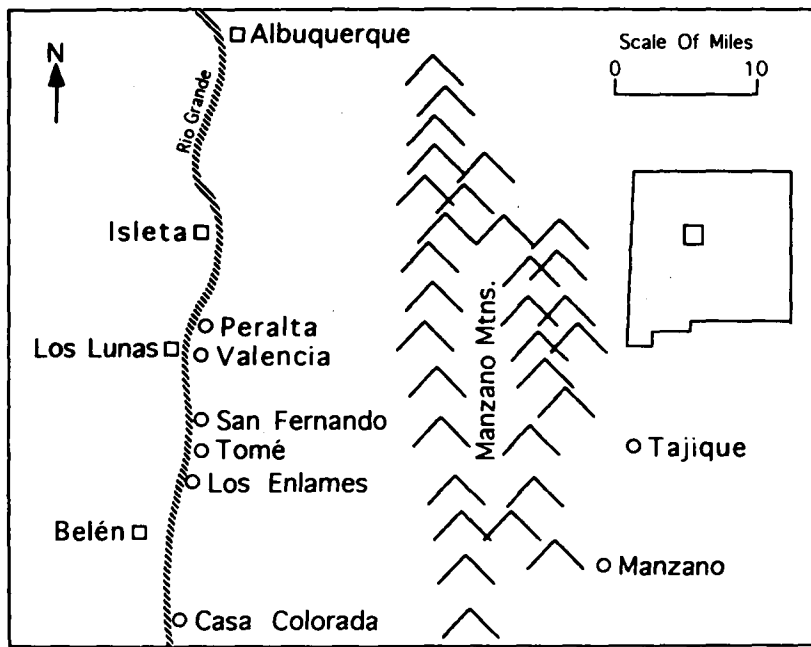 Albuquerque
Scale Of Miles
N
0 10
Rio Grande
Isleta
Peralta
Los Lunas
Valencia
Manzano Mtns.
San Fernando
Tomé
Tajique
Los Enlames
Belén
Manzano
Casa Colorada